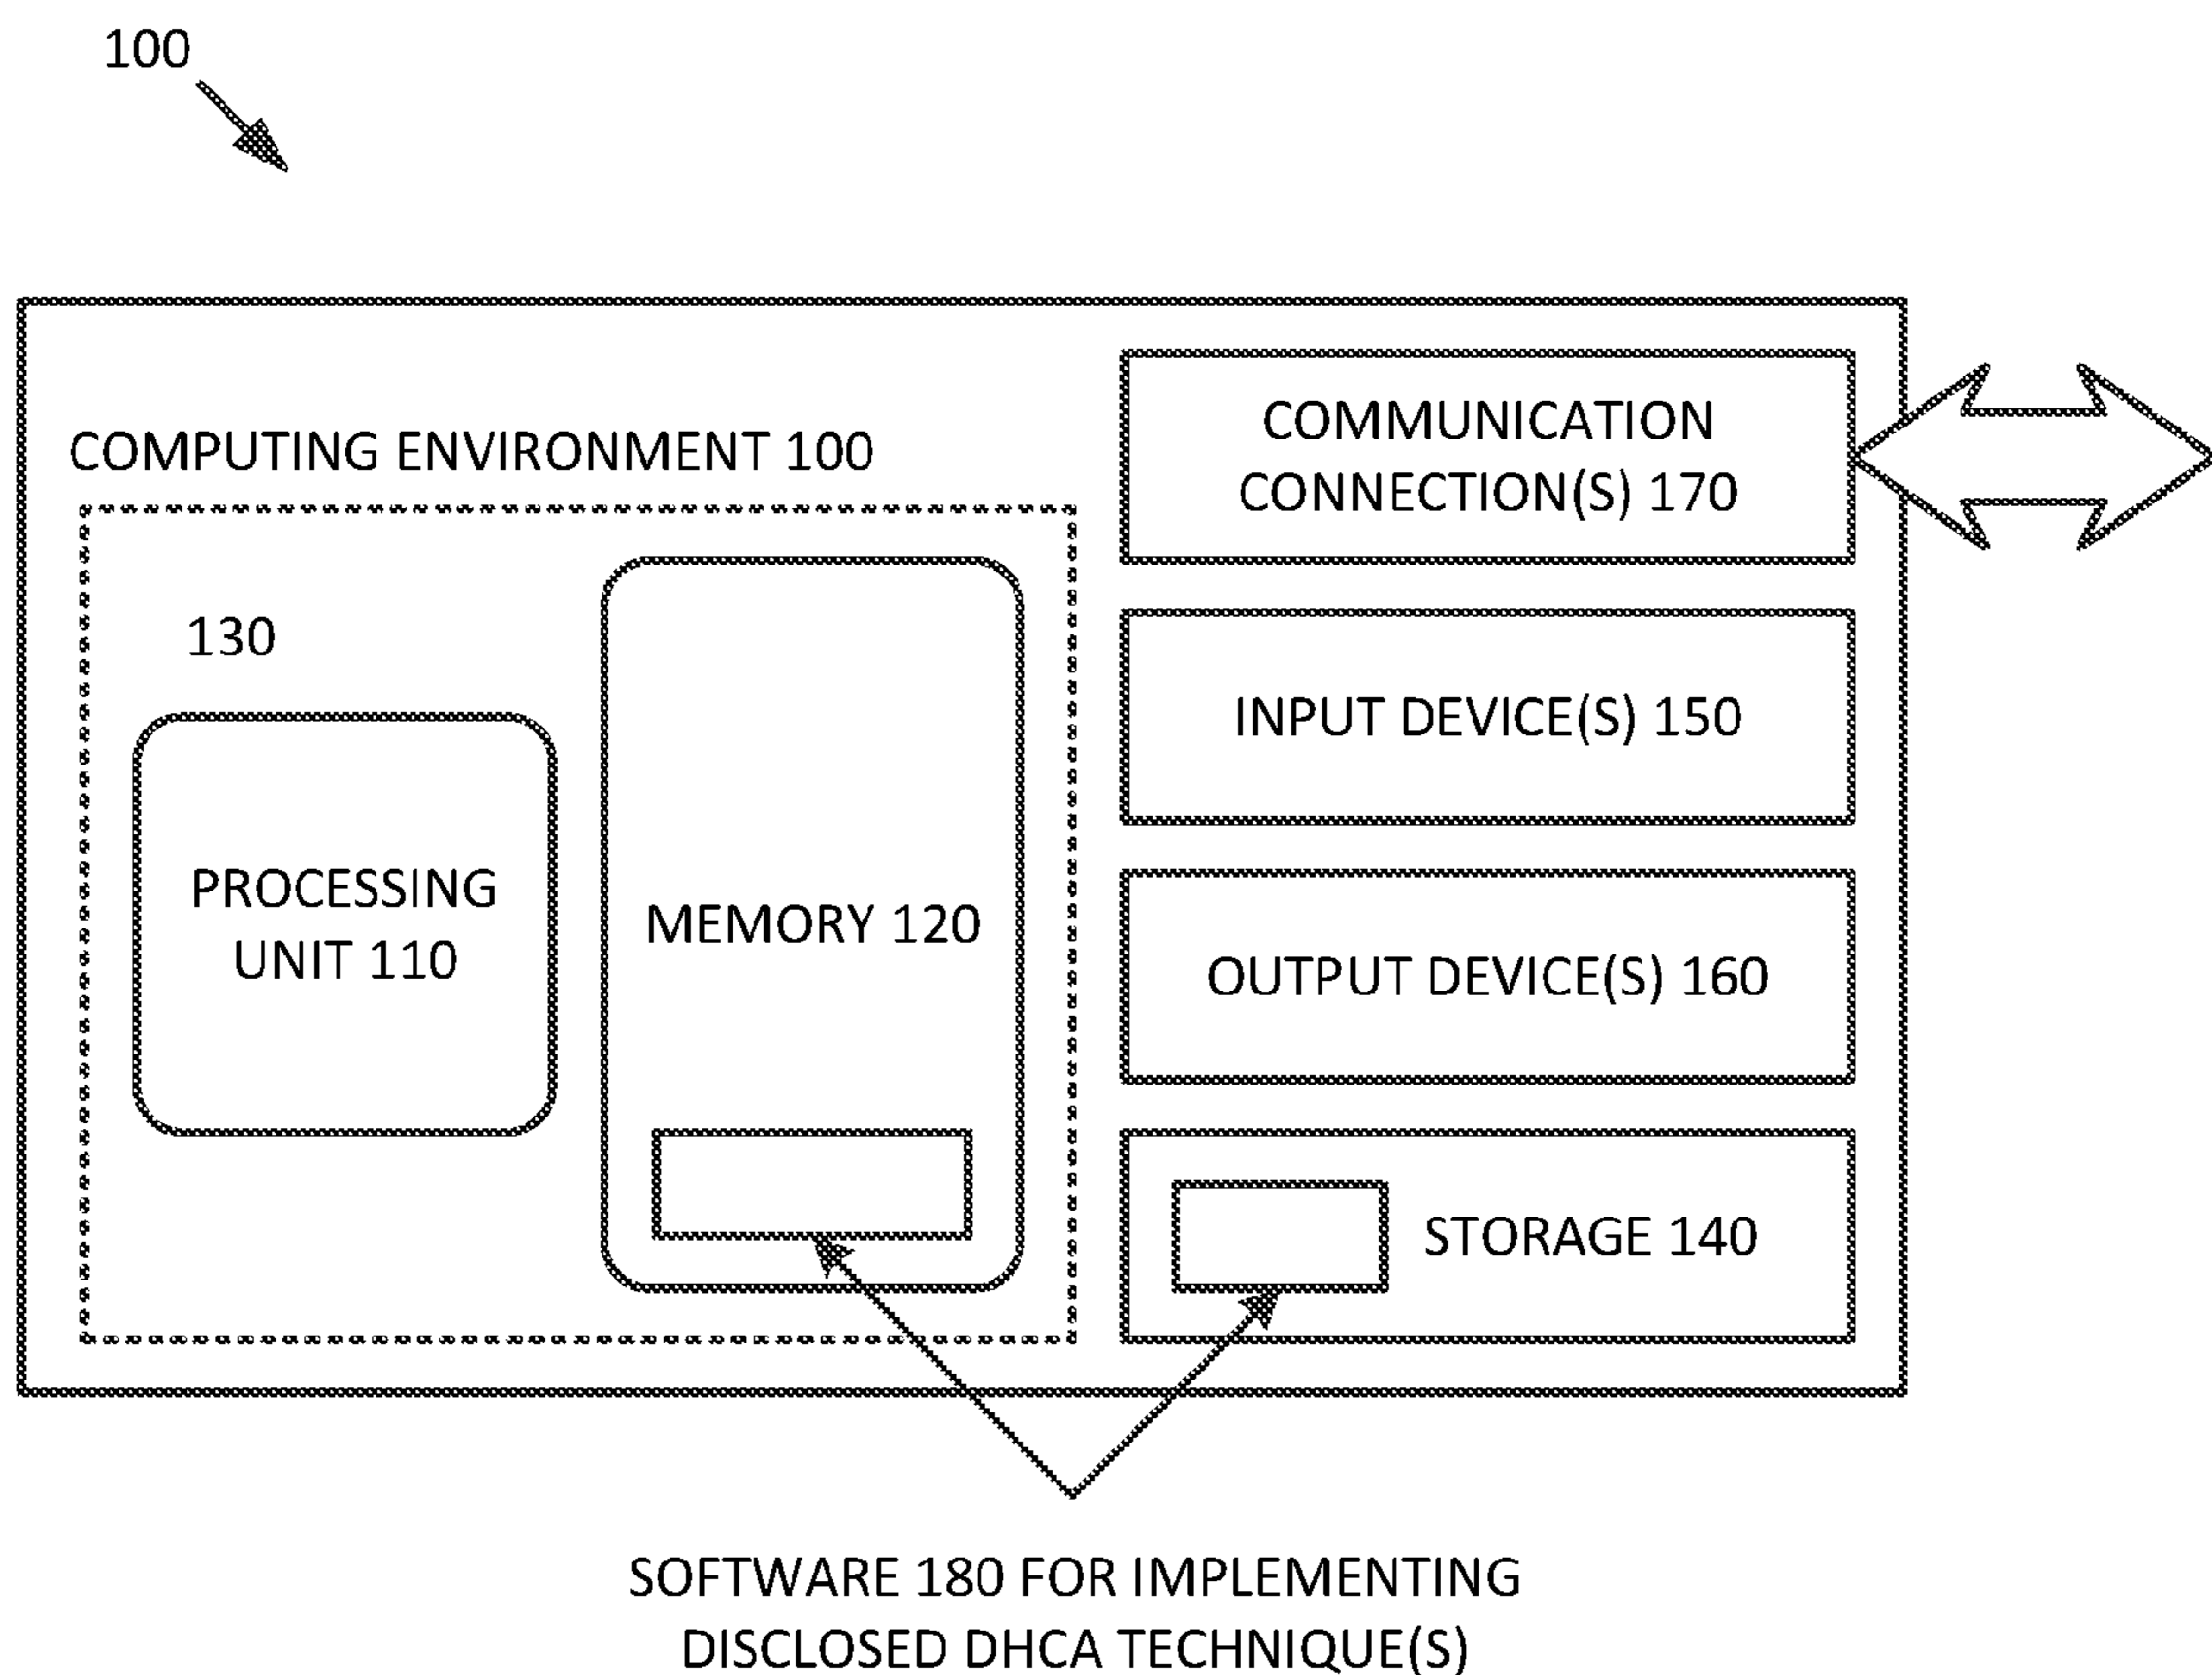 100
COMPUTING ENVIRONMENT 100
130
PROCESSING
UNIT 110
MEMORY 120
COMMUNICATION
CONNECTION(S) 170
INPUT DEVICE(S) 150
OUTPUT DEVICE(S) 160
STORAGE 140
SOFTWARE 180 FOR IMPLEMENTING
DISCLOSED DHCA TECHNIQUE(S)